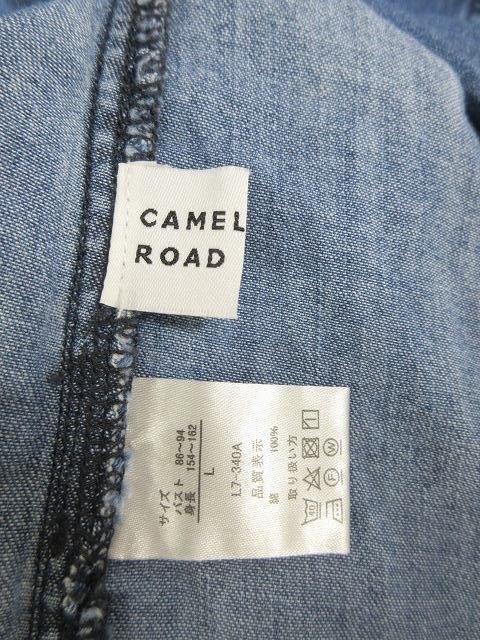 CAMEL
ROAD
サイズ
バスト 86～94
身長 154～162
L
L7-340A
品質表示
綿 100%
取り扱い方
40
F
W